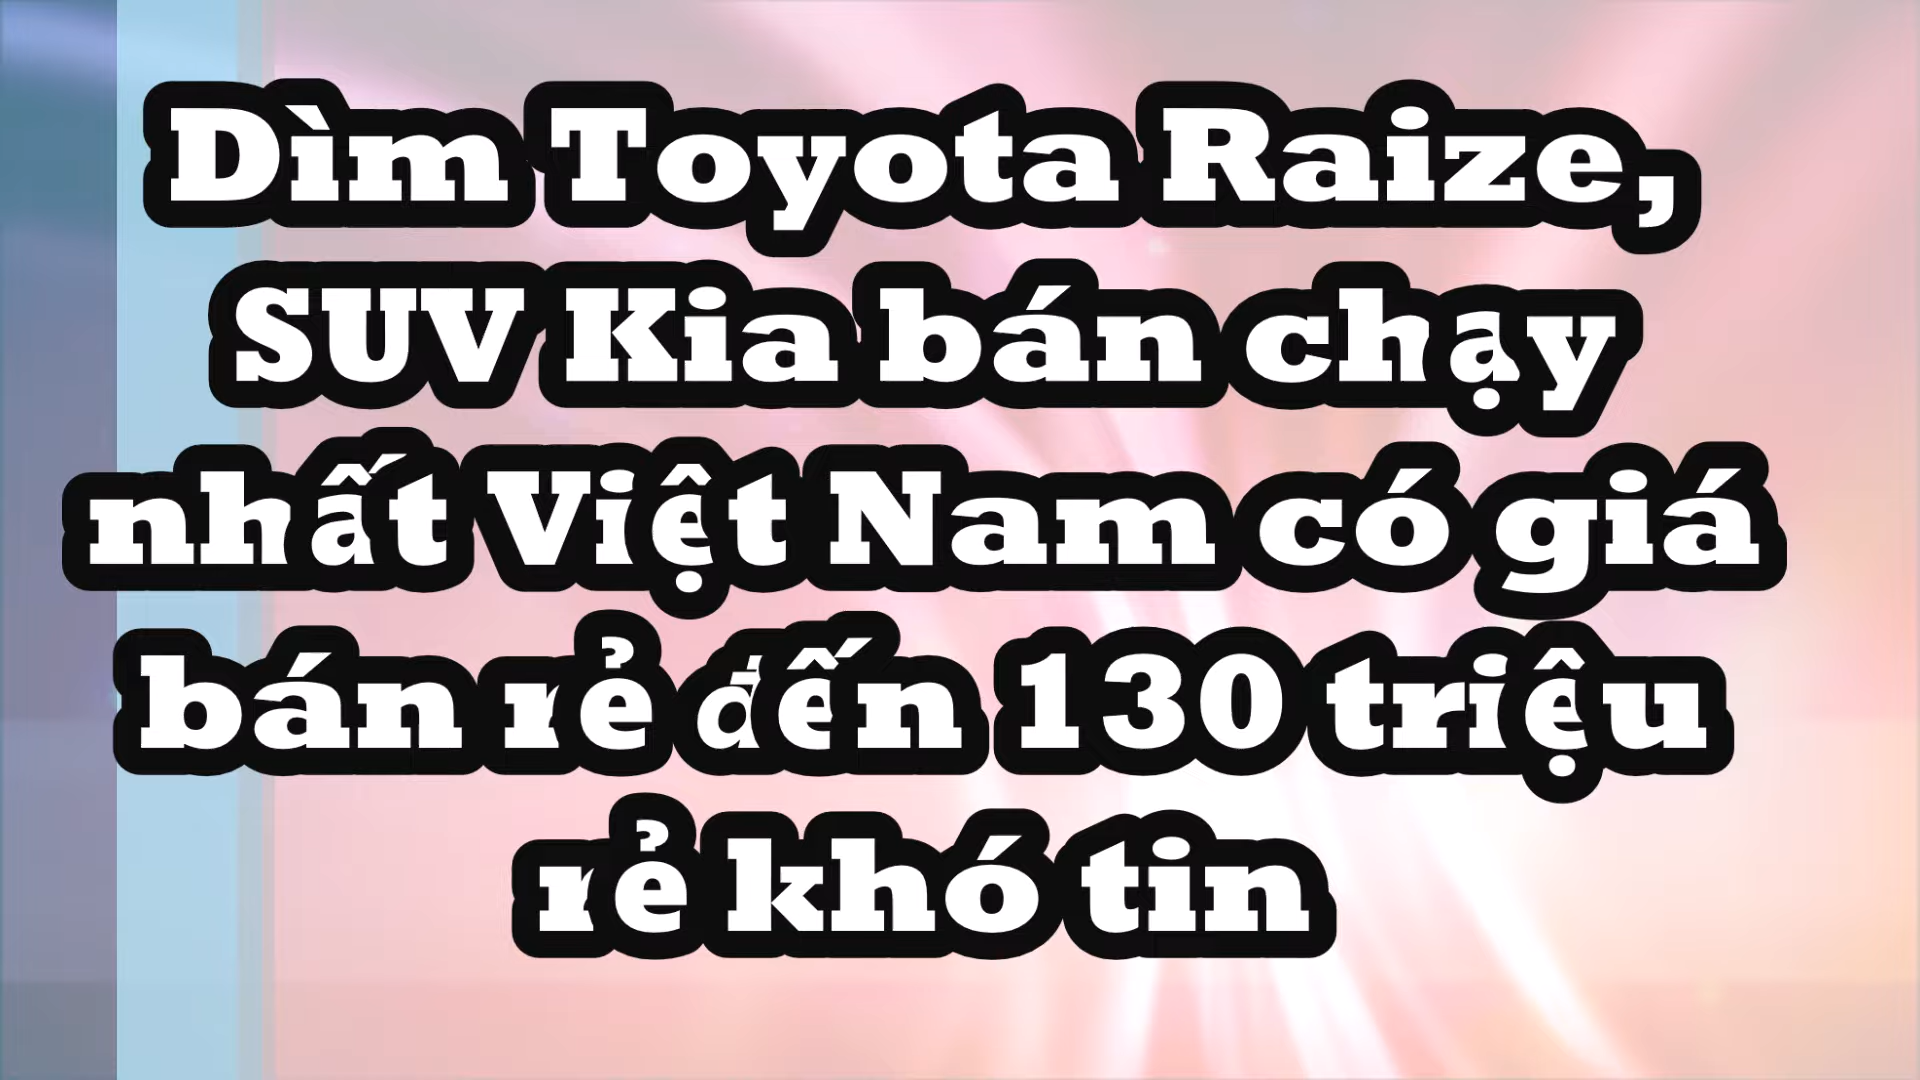 Dìm Toyota Raize,
SUV Kia bán chạy
nhất Việt Nam có giá
bán rẻ đến 130 triệu
rẻ khó tin